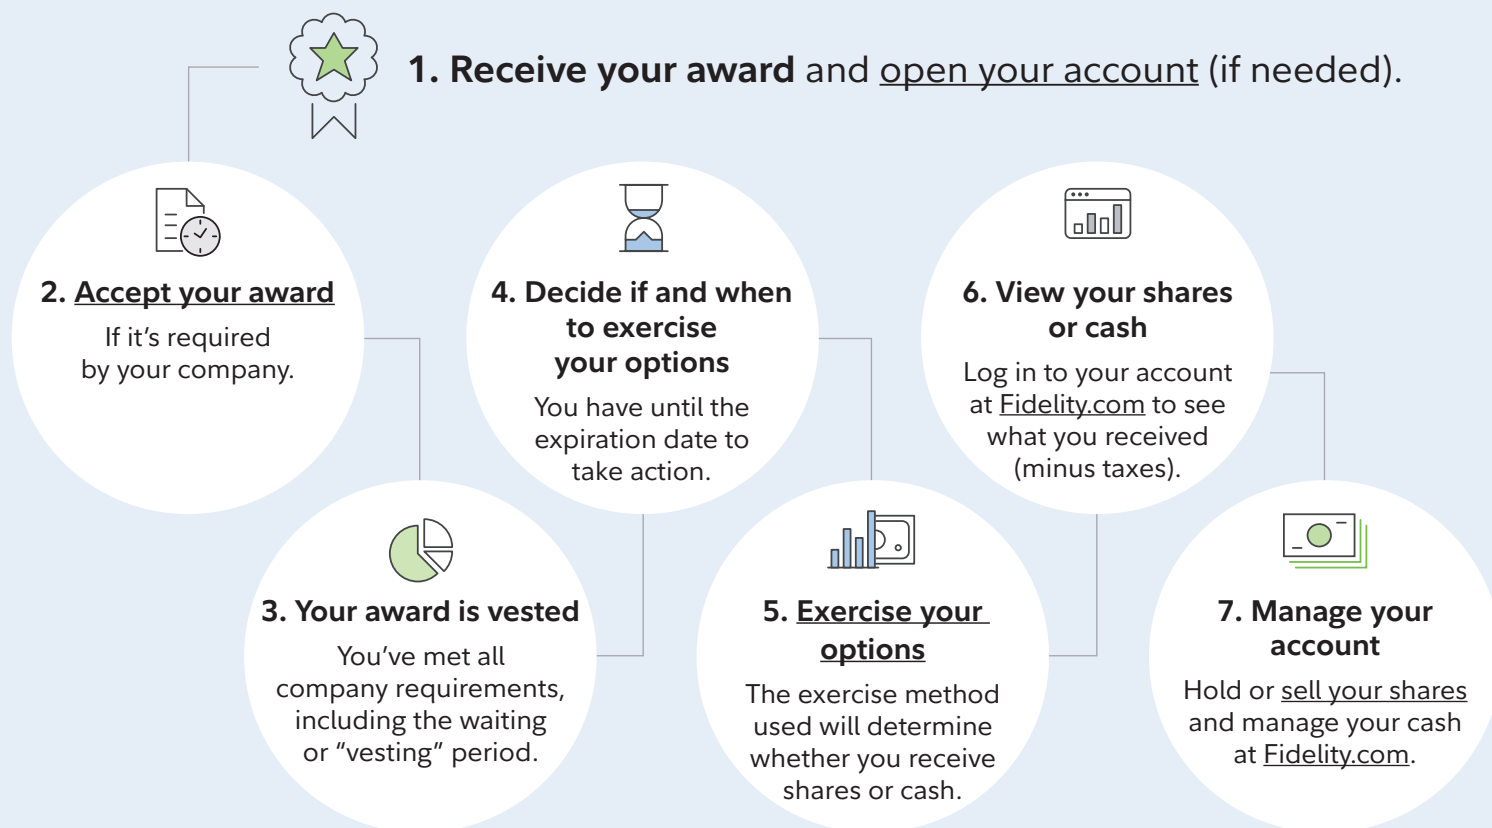 1. Receive your award and open your account (if needed).
2. Accept your award
If it’s required
by your company.
3. Your award is vested
You’ve met all
company requirements,
including the waiting
or “vesting” period.
4. Decide if and when
to exercise
your options
You have until the
expiration date to
take action.
5. Exercise your
options
The exercise method
used will determine
whether you receive
shares or cash.
6. View your shares
or cash
Log in to your account
at Fidelity.com to see
what you received
(minus taxes).
7. Manage your
account
Hold or sell your shares
and manage your cash
at Fidelity.com.